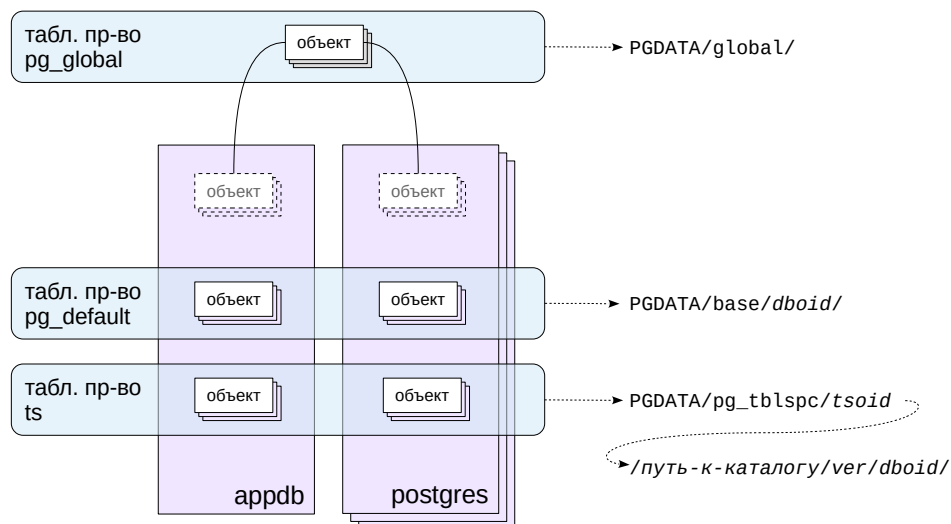 табл. пр-во
pg_global
объект
PGDATA/global/
объект
объект
табл. пр-во
pg_default
объект
объект
PGDATA/base/dboid/
табл. пр-во
ts
объект
объект
PGDATA/pg_tblspc/tsoid
/путь-к-каталогу/ver/dboid/
appdb
postgres